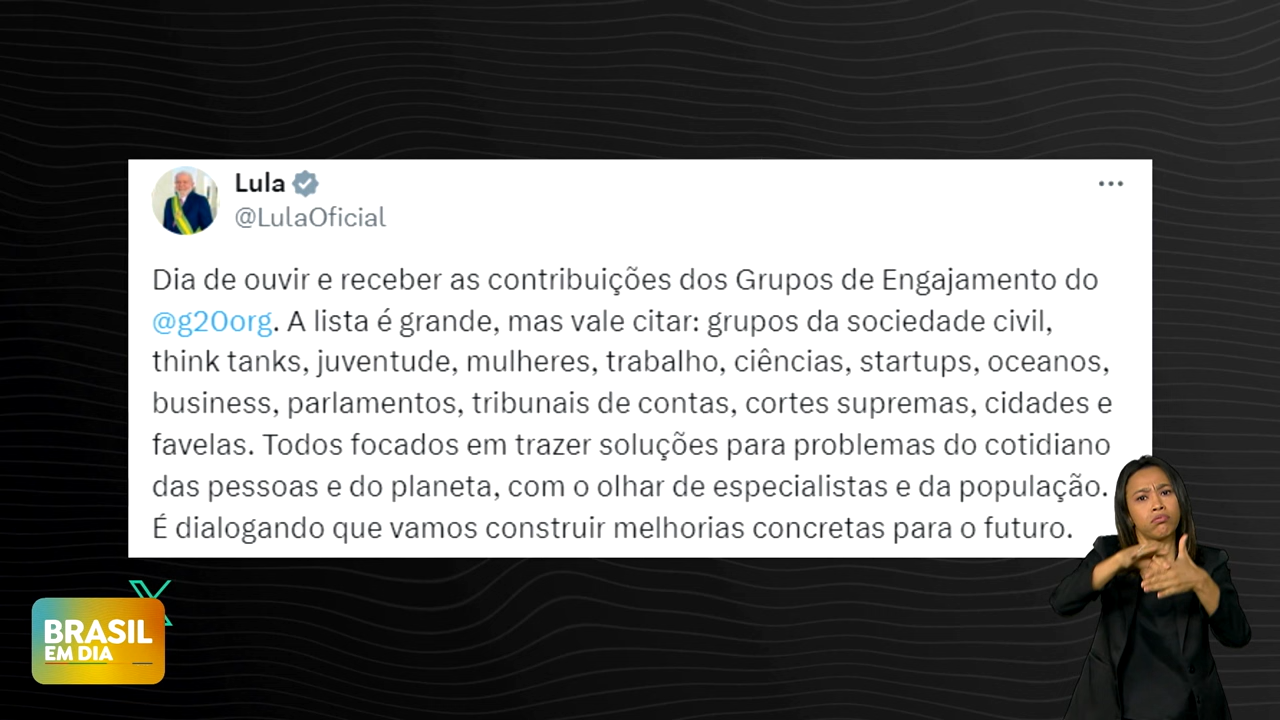 Lula
@LulaOficial
Dia de ouvir e receber as contribuições dos Grupos de Engajamento do
@g20org. A lista é grande, mas vale citar: grupos da sociedade civil,
think tanks, juventude, mulheres, trabalho, ciências, startups, oceanos,
business, parlamentos, tribunais de contas, cortes supremas, cidades e
favelas. Todos focados em trazer soluções para problemas do cotidiano
das pessoas e do planeta, com o olhar de especialistas e da população.
É dialogando que vamos construir melhorias concretas para o futuro.
BRASIL
EM DIA